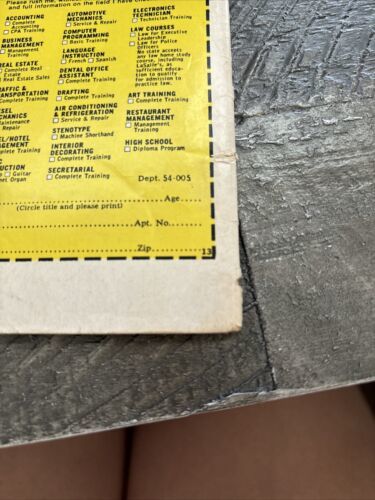 Please rush me,
and full information on the field I have c
ACCOUNTING
Complete
Accounting
CPA Training
BUSINESS
MANAGEMENT
Management
Training
REAL ESTATE
Complete Real
Estate
Real Estate Sales
TRAFFIC &
TRANSPORTATION
Complete Training
DIESEL
MECHANICS
Maintenance
Repair
EL/HOTEL
MANAGEMENT
Complete Training
RUCTION
Guitar
et Organ
AUTOMOTIVE
MECHANICS
Service & Repair
COMPUTER
PROGRAMMING
Basic Training
LANGUAGE
INSTRUCTION
French Spanish
DENTAL OFFICE
ASSISTANT
Complete Training
DRAFTING
Complete Training
AIR CONDITIONING
& REFRIGERATION
Service & Repair
STENOTYPE
Machine Shorthand
INTERIOR
DECORATING
Complete Training
SECRETARIAL
Complete Training
ELECTRONICS
TECHNICIAN
Technician Training
LAW COURSES
Law for Executive
Leadership
Law for Police
Officers
No state accepts
any law home study
course, including
LaSalle's, as
sufficient educa-
tion to qualify
for admission to
practice law.
ART TRAINING
Complete Training
RESTAURANT
MANAGEMENT
Management
Training
HIGH SCHOOL
Diploma Program
Dept. 54-005
Age
(Circle title and please print)
Apt. No.
Zip
13